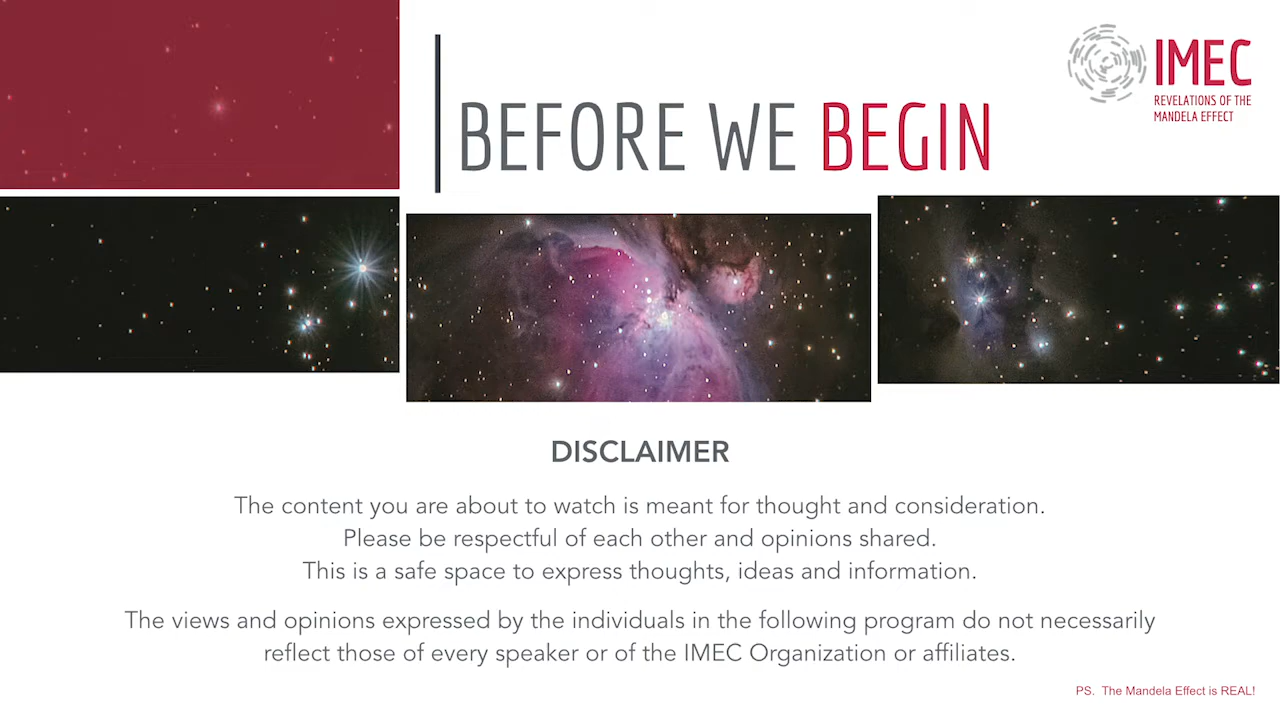 BEFORE WE BEGIN
IMEC
REVELATIONS OF THE
MANDELA EFFECT
DISCLAIMER
The content you are about to watch is meant for thought and consideration.
Please be respectful of each other and opinions shared.
This is a safe space to express thoughts, ideas and information.
The views and opinions expressed by the individuals in the following program do not necessarily
reflect those of every speaker or of the IMEC Organization or affiliates.
PS.  The Mandela Effect is REAL!